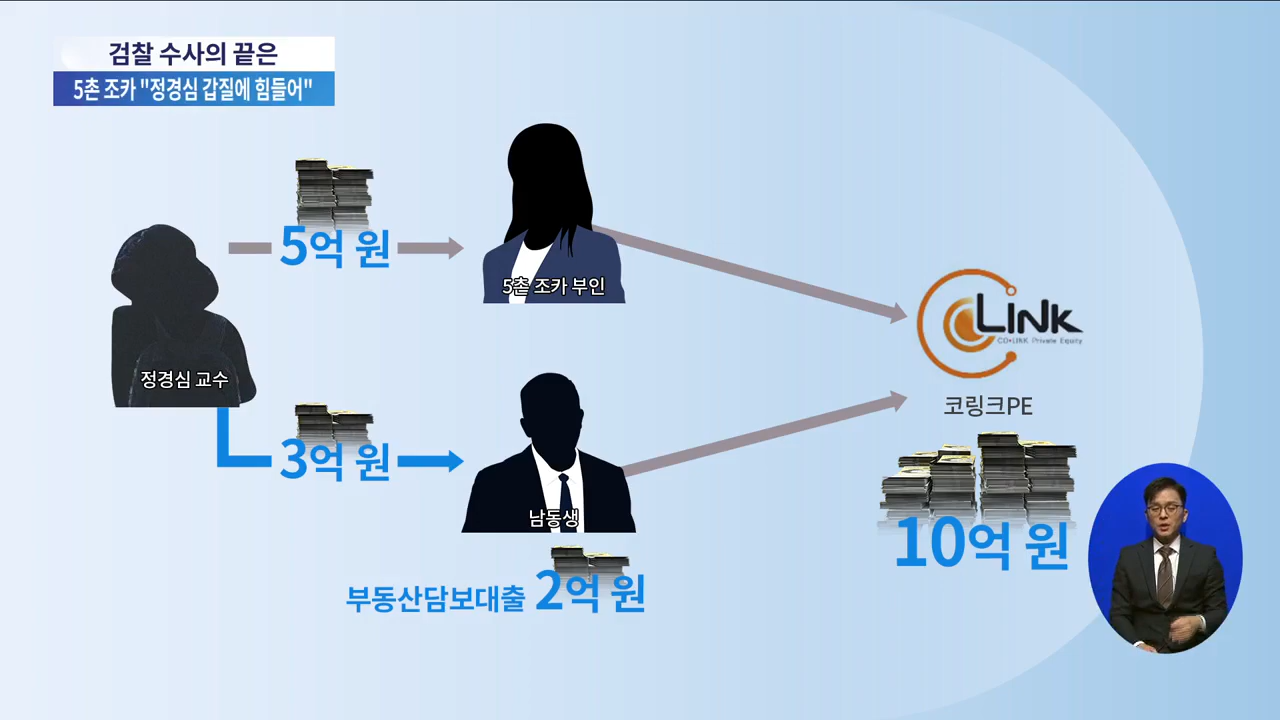 검찰 수사의 끝은
5촌 조카 "정경심 갑질에 힘들어"
5억 원
5촌 조카 부인
정경심 교수
3억 원
남동생
부동산담보대출 2억 원
LINK
CO•LINK Private Equity
코링크PE
10억 원